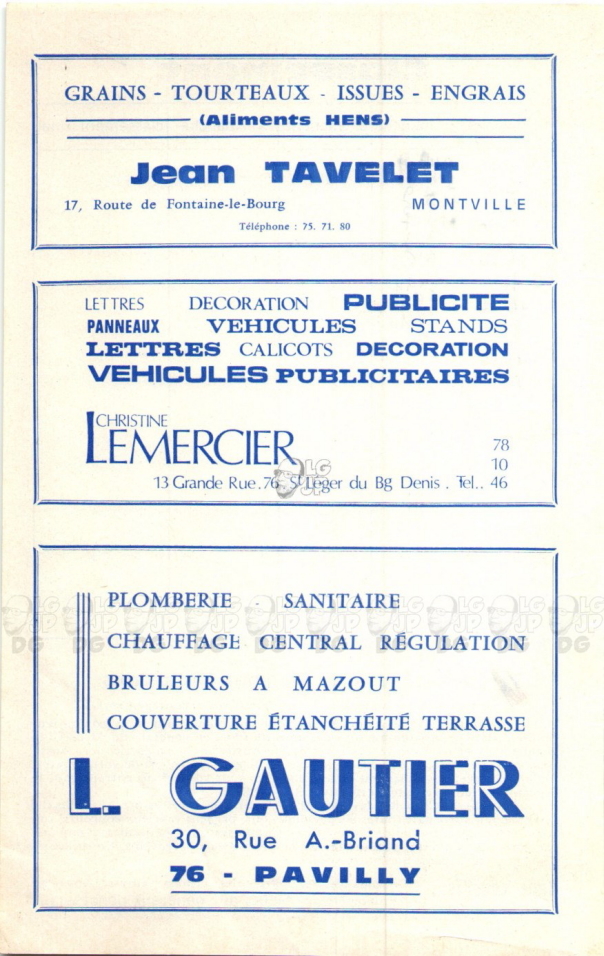 GRAINS - TOURTEAUX - ISSUES - ENGRAIS
(Aliments HENS)
Jean TAVELET
17, Route de Fontaine-le-Bourg MONTVILLE
Téléphone : 75. 71. 80
LETTRES DECORATION PUBLICITE
PANNEAUX VEHICULES STANDS
LETTRES CALICOTS DECORATION
VEHICULES PUBLICITAIRES
CHRISTINE
LEMERCIER
78
10
13 Grande Rue.76 St Léger du Bg Denis . Tel.. 46
PLOMBERIE - SANITAIRE
CHAUFFAGE CENTRAL RÉGULATION
BRULEURS A MAZOUT
COUVERTURE ÉTANCHÉITÉ TERRASSE
L. GAUTIER
30, Rue A.-Briand
76 - PAVILLY